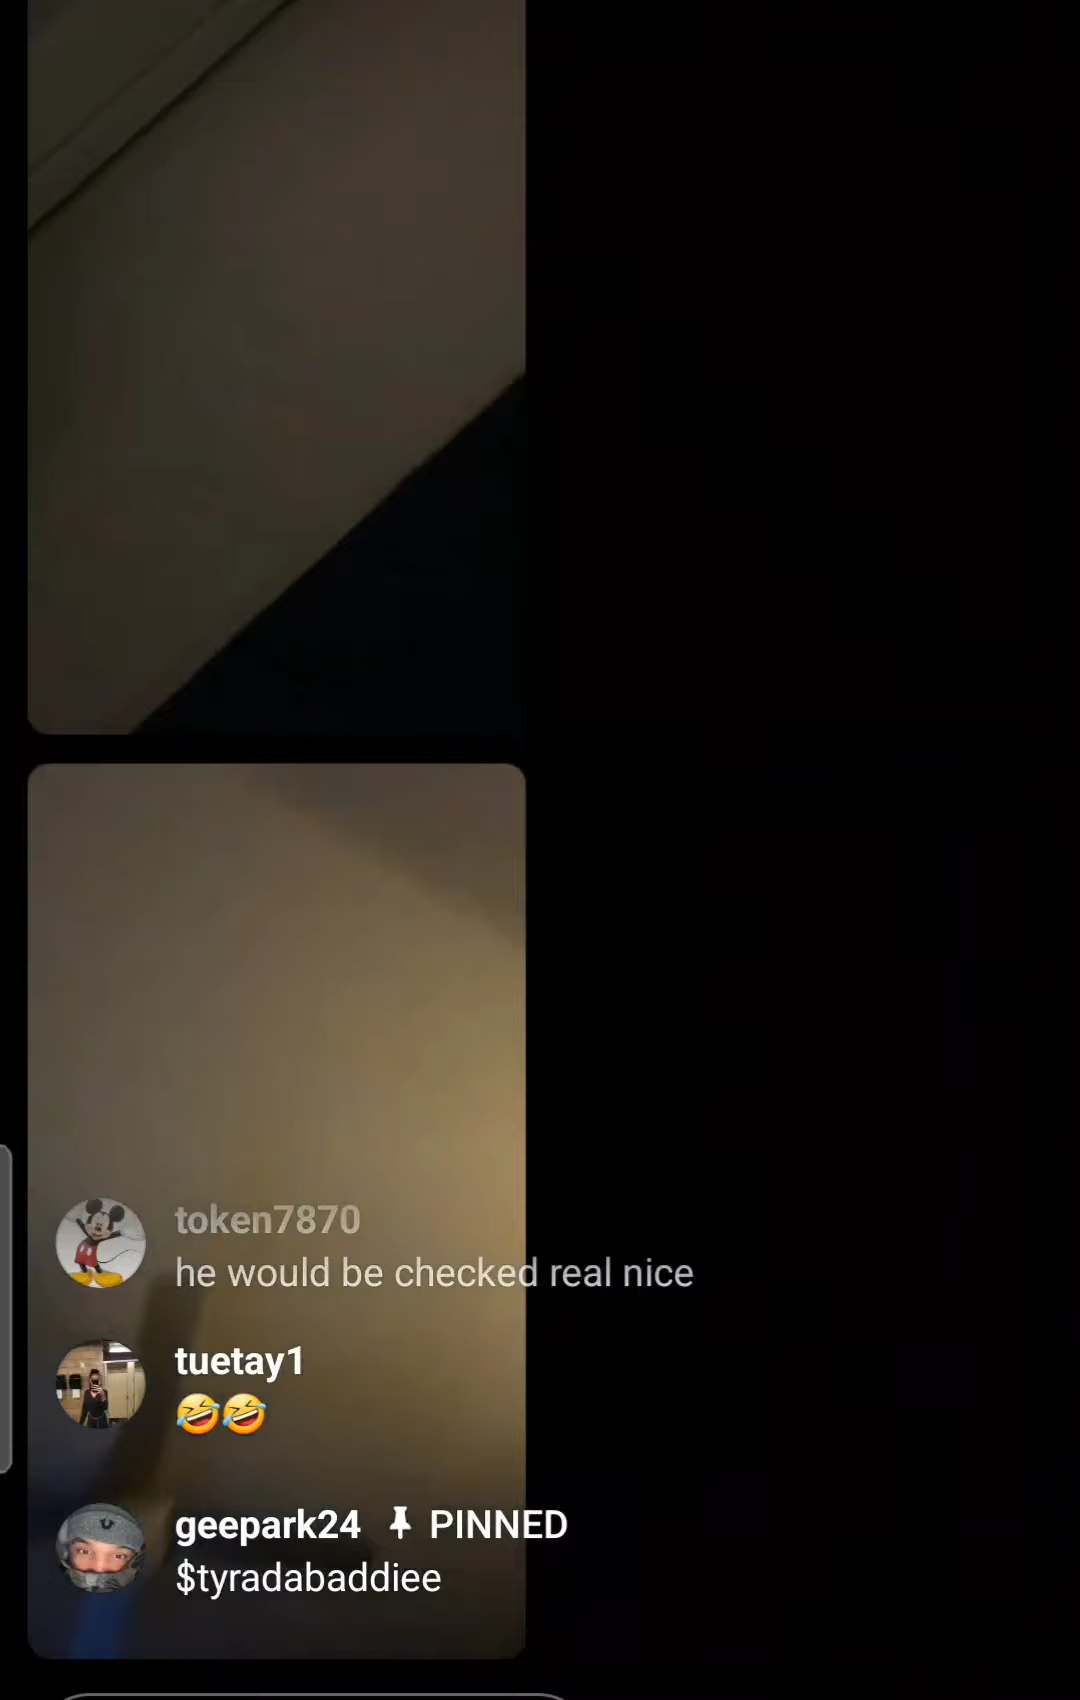 token7870
he would be checked real nice
tuetay1
🤣🤣
geepark24 📌 PINNED
$tyradabaddiee